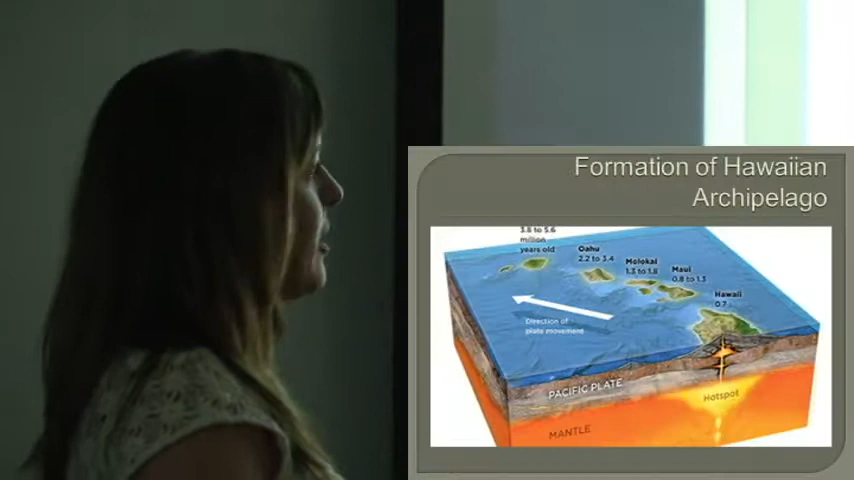 Formation of Hawaiian
Archipelago
3.8 to 5.6
million
years old
Oahu
2.2 to 3.4
Molokai
1.3 to 1.8
Maui
0.8 to 1.3
Hawaii
0.7
Direction of
plate movement
PACIFIC PLATE
Hotspot
MANTLE